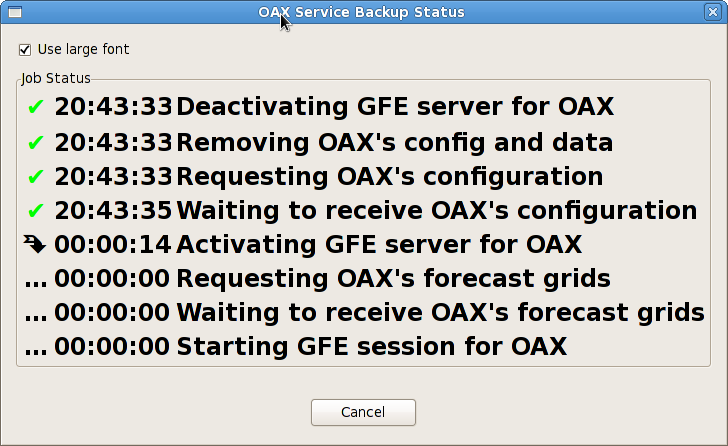 OAX Service Backup Status
Use large font
Job Status
20:43:33 Deactivating GFE server for OAX
20:43:33 Removing OAX's config and data
20:43:33 Requesting OAX's configuration
20:43:35 Waiting to receive OAX's configuration
00:00:14 Activating GFE server for OAX
... 00:00:00 Requesting OAX's forecast grids
... 00:00:00 Waiting to receive OAX's forecast grids
... 00:00:00 Starting GFE session for OAX
Cancel